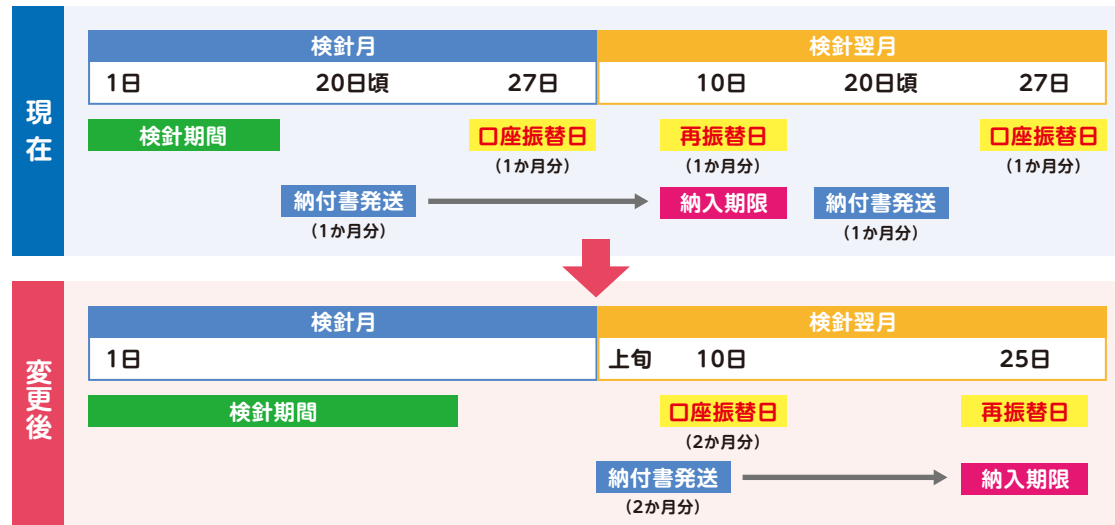 現在
検針月 検針翌月
1日 20日頃 27日 10日 20日頃 27日
検針期間 口座振替日 再振替日 口座振替日
(1か月分) (1か月分) (1か月分)
納付書発送 納入期限 納付書発送
(1か月分) (1か月分)
変更後
検針月 検針翌月
1日 上旬 10日 25日
検針期間 口座振替日 再振替日
(2か月分)
納付書発送 納入期限
(2か月分)